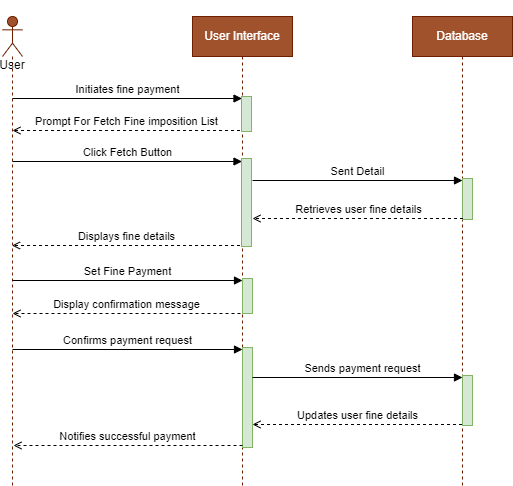 User Interface
Database
User
Initiates fine payment
Prompt For Fetch Fine imposition List
Click Fetch Button
Sent Detail
Retrieves user fine details
Displays fine details
Set Fine Payment
Display confirmation message
Confirms payment request
Sends payment request
Updates user fine details
Notifies successful payment